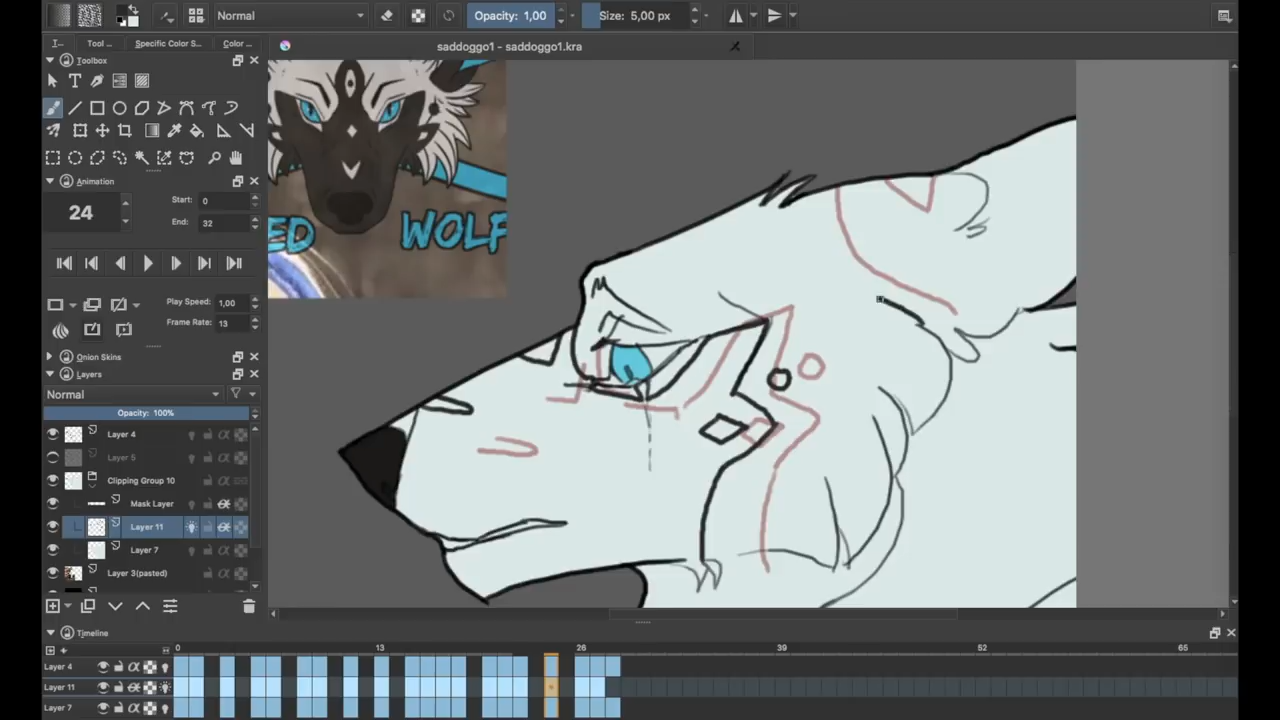 Normal
Opacity: 1,00
Size: 5,00 px
T...
Tool ...
Specific Color S...
Color ...
saddoggo1 - saddoggo1.kra
Toolbox
Animation
24
Start: 0
End: 32
Play Speed: 1,00
Frame Rate: 13
Onion Skins
Layers
Normal
Opacity: 100%
Layer 4
Layer 5
Clipping Group 10
Mask Layer
Layer 11
Layer 7
Layer 3(pasted)
ED
WOLF
Timeline
0
13
26
39
52
65
Layer 4
Layer 11
Layer 7